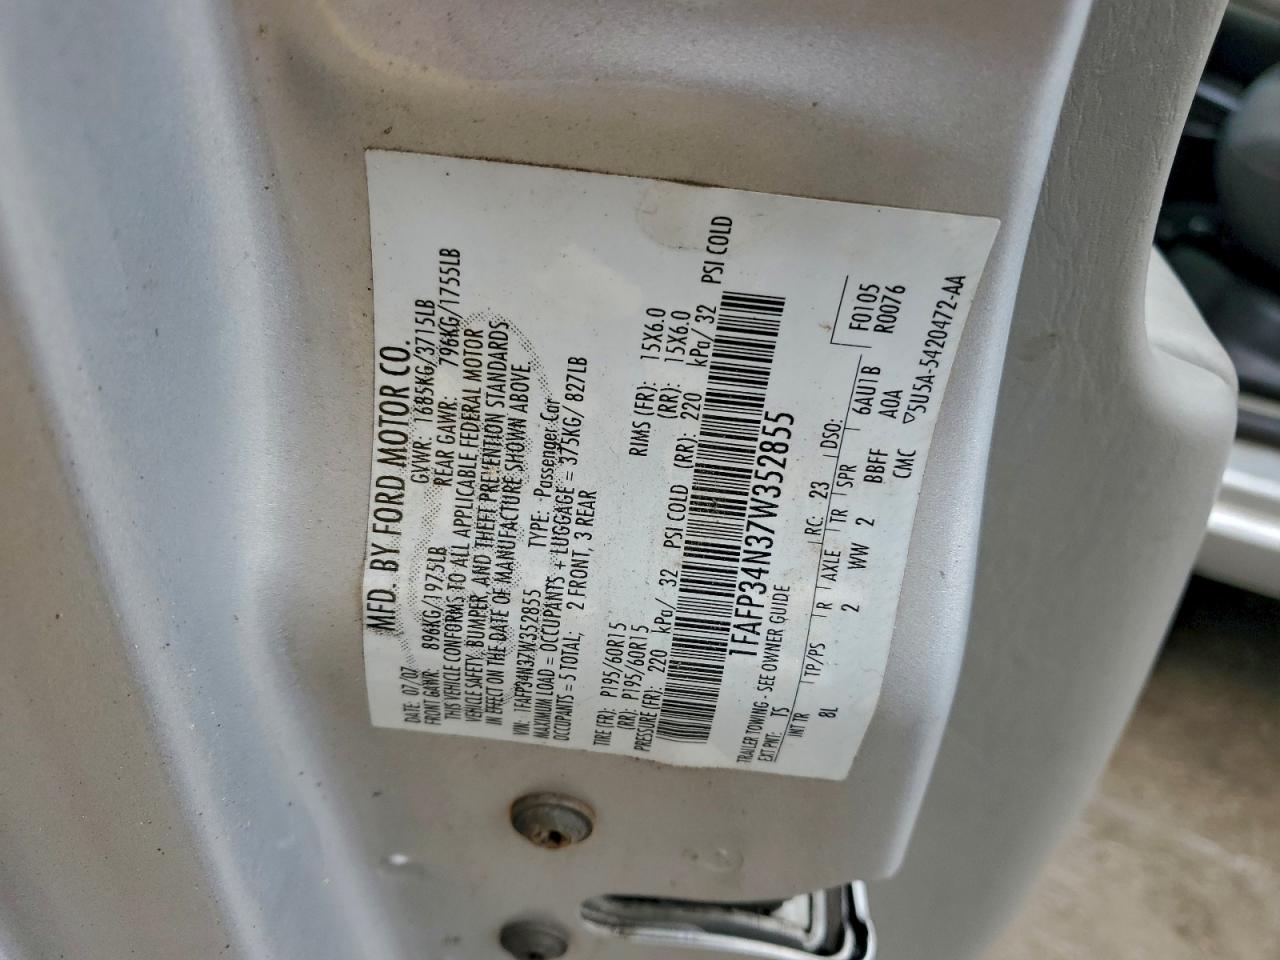 MFD. BY FORD MOTOR CO.
DATE: 07/07 GVWR: 1685KG/3715LB
FRONT GAWR: 896KG/1975LB REAR GAWR: 796KG/1755LB
THIS VEHICLE CONFORMS TO ALL APPLICABLE FEDERAL MOTOR
VEHICLE SAFETY, BUMPER, AND THEFT PREVENTION STANDARDS
IN EFFECT ON THE DATE OF MANUFACTURE SHOWN ABOVE.
VIN: 1FAFP34N37W352855 TYPE: Passenger Car
MAXIMUM LOAD = OCCUPANTS + LUGGAGE = 375KG/ 827LB
OCCUPANTS = 5 TOTAL; 2 FRONT, 3 REAR
TIRE (FR): P195/60R15 RIMS (FR): 15X6.0
(RR): P195/60R15 (RR): 15X6.0
PRESSURE (FR): 220 kPa/ 32 PSI COLD (RR): 220 kPa/ 32 PSI COLD
1FAFP34N37W352855
TRAILER TOWING - SEE OWNER GUIDE
EXT PNT: TS RC: 23 DSO: F0105
R0076
INT TR TP/PS R AXLE TR SPR 6AU1B
8L 2 WW 2 BBFF A0A
CMC ▽5U5A-5420472-AA